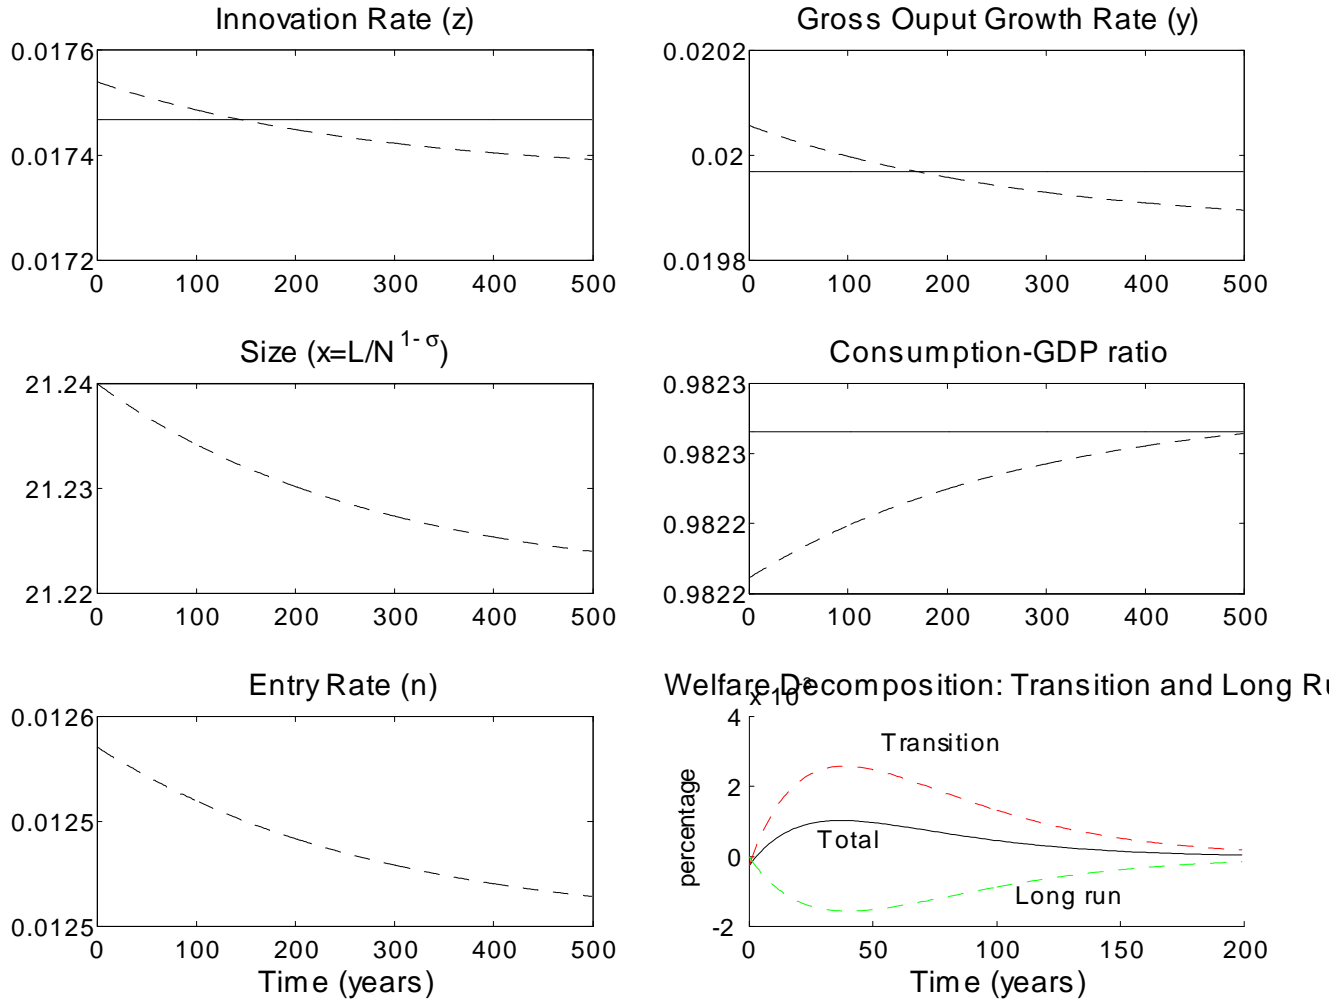 Innovation Rate (z)
0.0176
0.0174
0.0172
0 100 200 300 400 500
Gross Ouput Growth Rate (y)
0.0202
0.02
0.0198
0 100 200 300 400 500
Size (x=L/N^{1-σ})
21.24
21.23
21.22
0 100 200 300 400 500
Consumption-GDP ratio
0.9823
0.9823
0.9822
0.9822
0 100 200 300 400 500
Entry Rate (n)
0.0126
0.0125
0.0125
0 100 200 300 400 500
Time (years)
Welfare Decomposition: Transition and Long Ru
x 10^{-3}
4
2
0
-2
percentage
Transition
Total
Long run
0 50 100 150 200
Time (years)